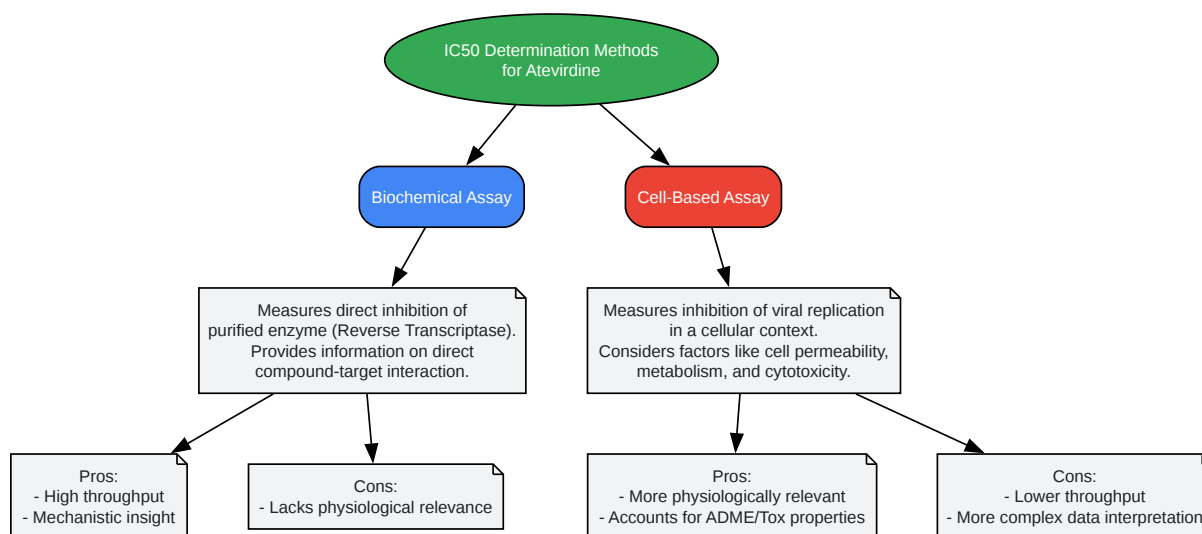 IC50 Determination Methods
for Atevirdine
Biochemical Assay
Cell-Based Assay
Measures direct inhibition of
purified enzyme (Reverse Transcriptase).
Provides information on direct
compound-target interaction.
Measures inhibition of viral replication
in a cellular context.
Considers factors like cell permeability,
metabolism, and cytotoxicity.
Pros:
- High throughput
- Mechanistic insight
Cons:
- Lacks physiological relevance
Pros:
- More physiologically relevant
- Accounts for ADME/Tox properties
Cons:
- Lower throughput
- More complex data interpretation